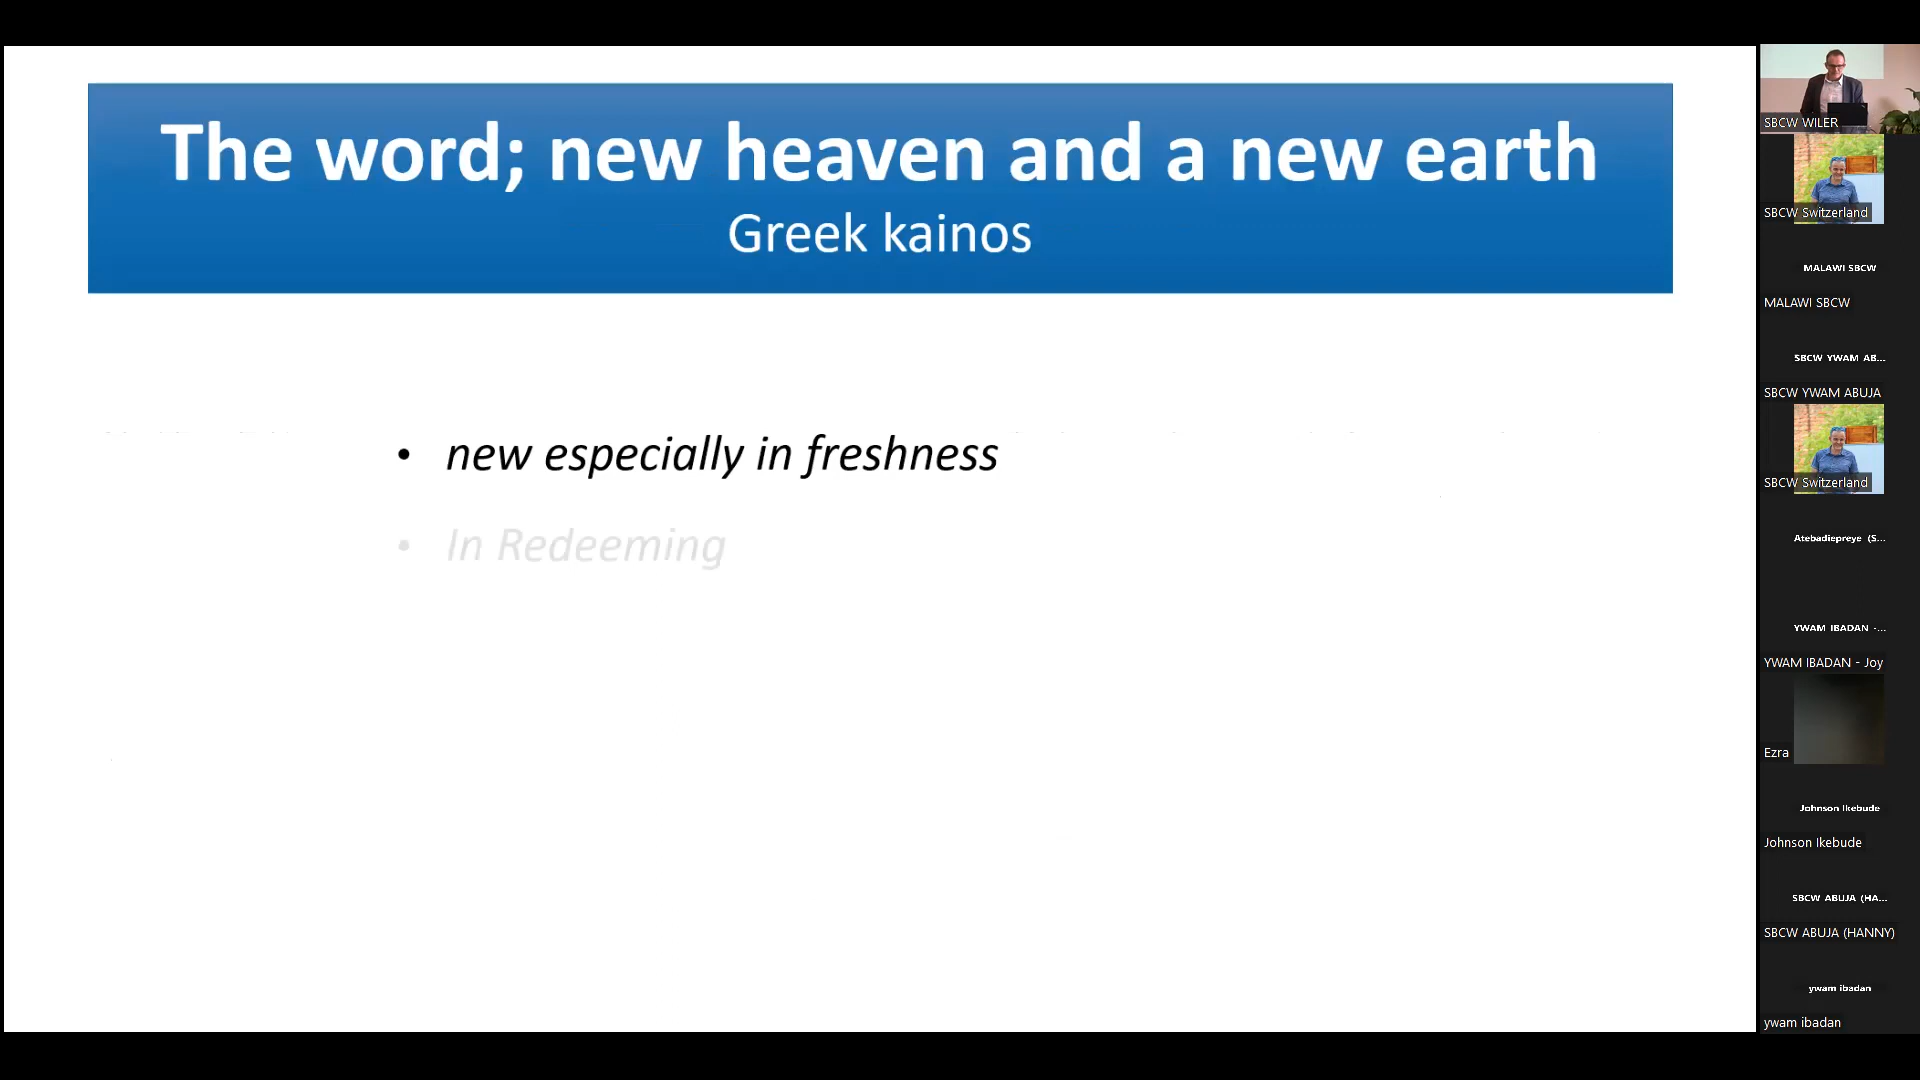 The word; new heaven and a new earth
Greek kainos
• new especially in freshness
• In Redeeming
SBCW WILER
SBCW Switzerland
MALAWI SBCW
MALAWI SBCW
SBCW YWAM AB...
SBCW YWAM ABUJA
SBCW Switzerland
Atebadiepreye (S...
YWAM IBADAN -...
YWAM IBADAN - Joy
Ezra
Johnson Ikebude
Johnson Ikebude
SBCW ABUJA (HA...
SBCW ABUJA (HANNY)
ywam ibadan
ywam ibadan